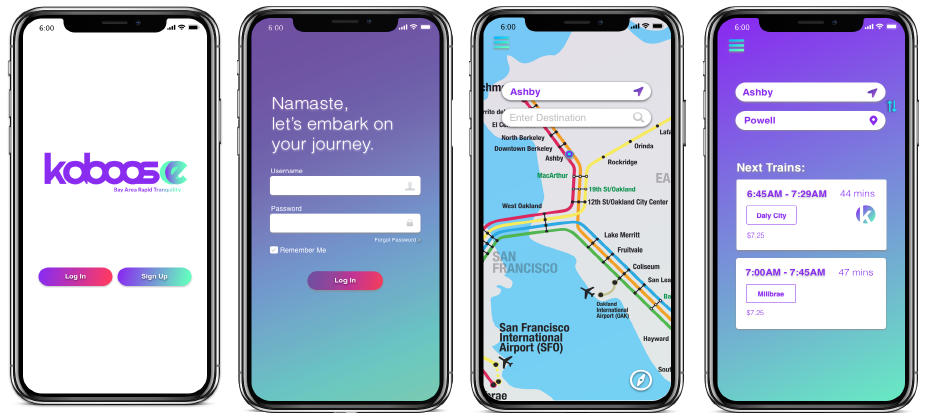 6:00
kaboose
Bay Area Rapid Tranquility
Log In
Sign Up
6:00
Namaste,
let's embark on
your journey.
Username
Password
Forgot Password >
Remember Me
Log In
6:00
Ashby
Enter Destination
North Berkeley
Downtown Berkeley
Ashby
Orinda
Rockridge
MacArthur
19th St/Oakland
12th St/Oakland City Center
West Oakland
Lake Merritt
Fruitvale
Coliseum
San Lea
Ba
SAN
FRANCISCO
Oakland
International
Airport (OAK)
San Francisco
International
Airport (SFO)
Hayward
Sout
rae
6:00
Ashby
Powell
Next Trains:
6:45AM - 7:29AM 44 mins
Daly City
$7.25
7:00AM - 7:45AM 47 mins
Millbrae
$7.25